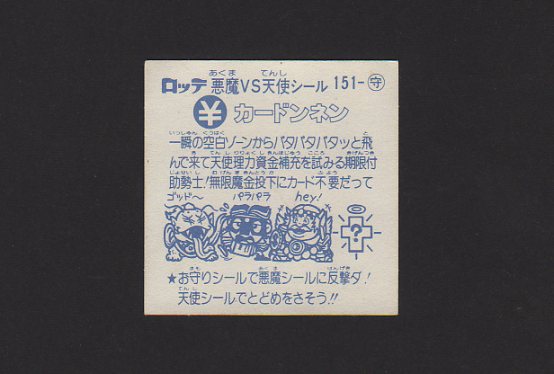 ロッテ 悪魔VS天使シール 151-守
¥ カードンネン
一瞬の空白ゾーンからパタパタパタッと飛
んで来て天使理力資金補充を試みる期限付
助勢士!無限魔金投下にカード不要だって
ゴッド〜 パラパラ hey!
?
★お守りシールで悪魔シールに反撃ダ!
天使シールでとどめをさそう!!